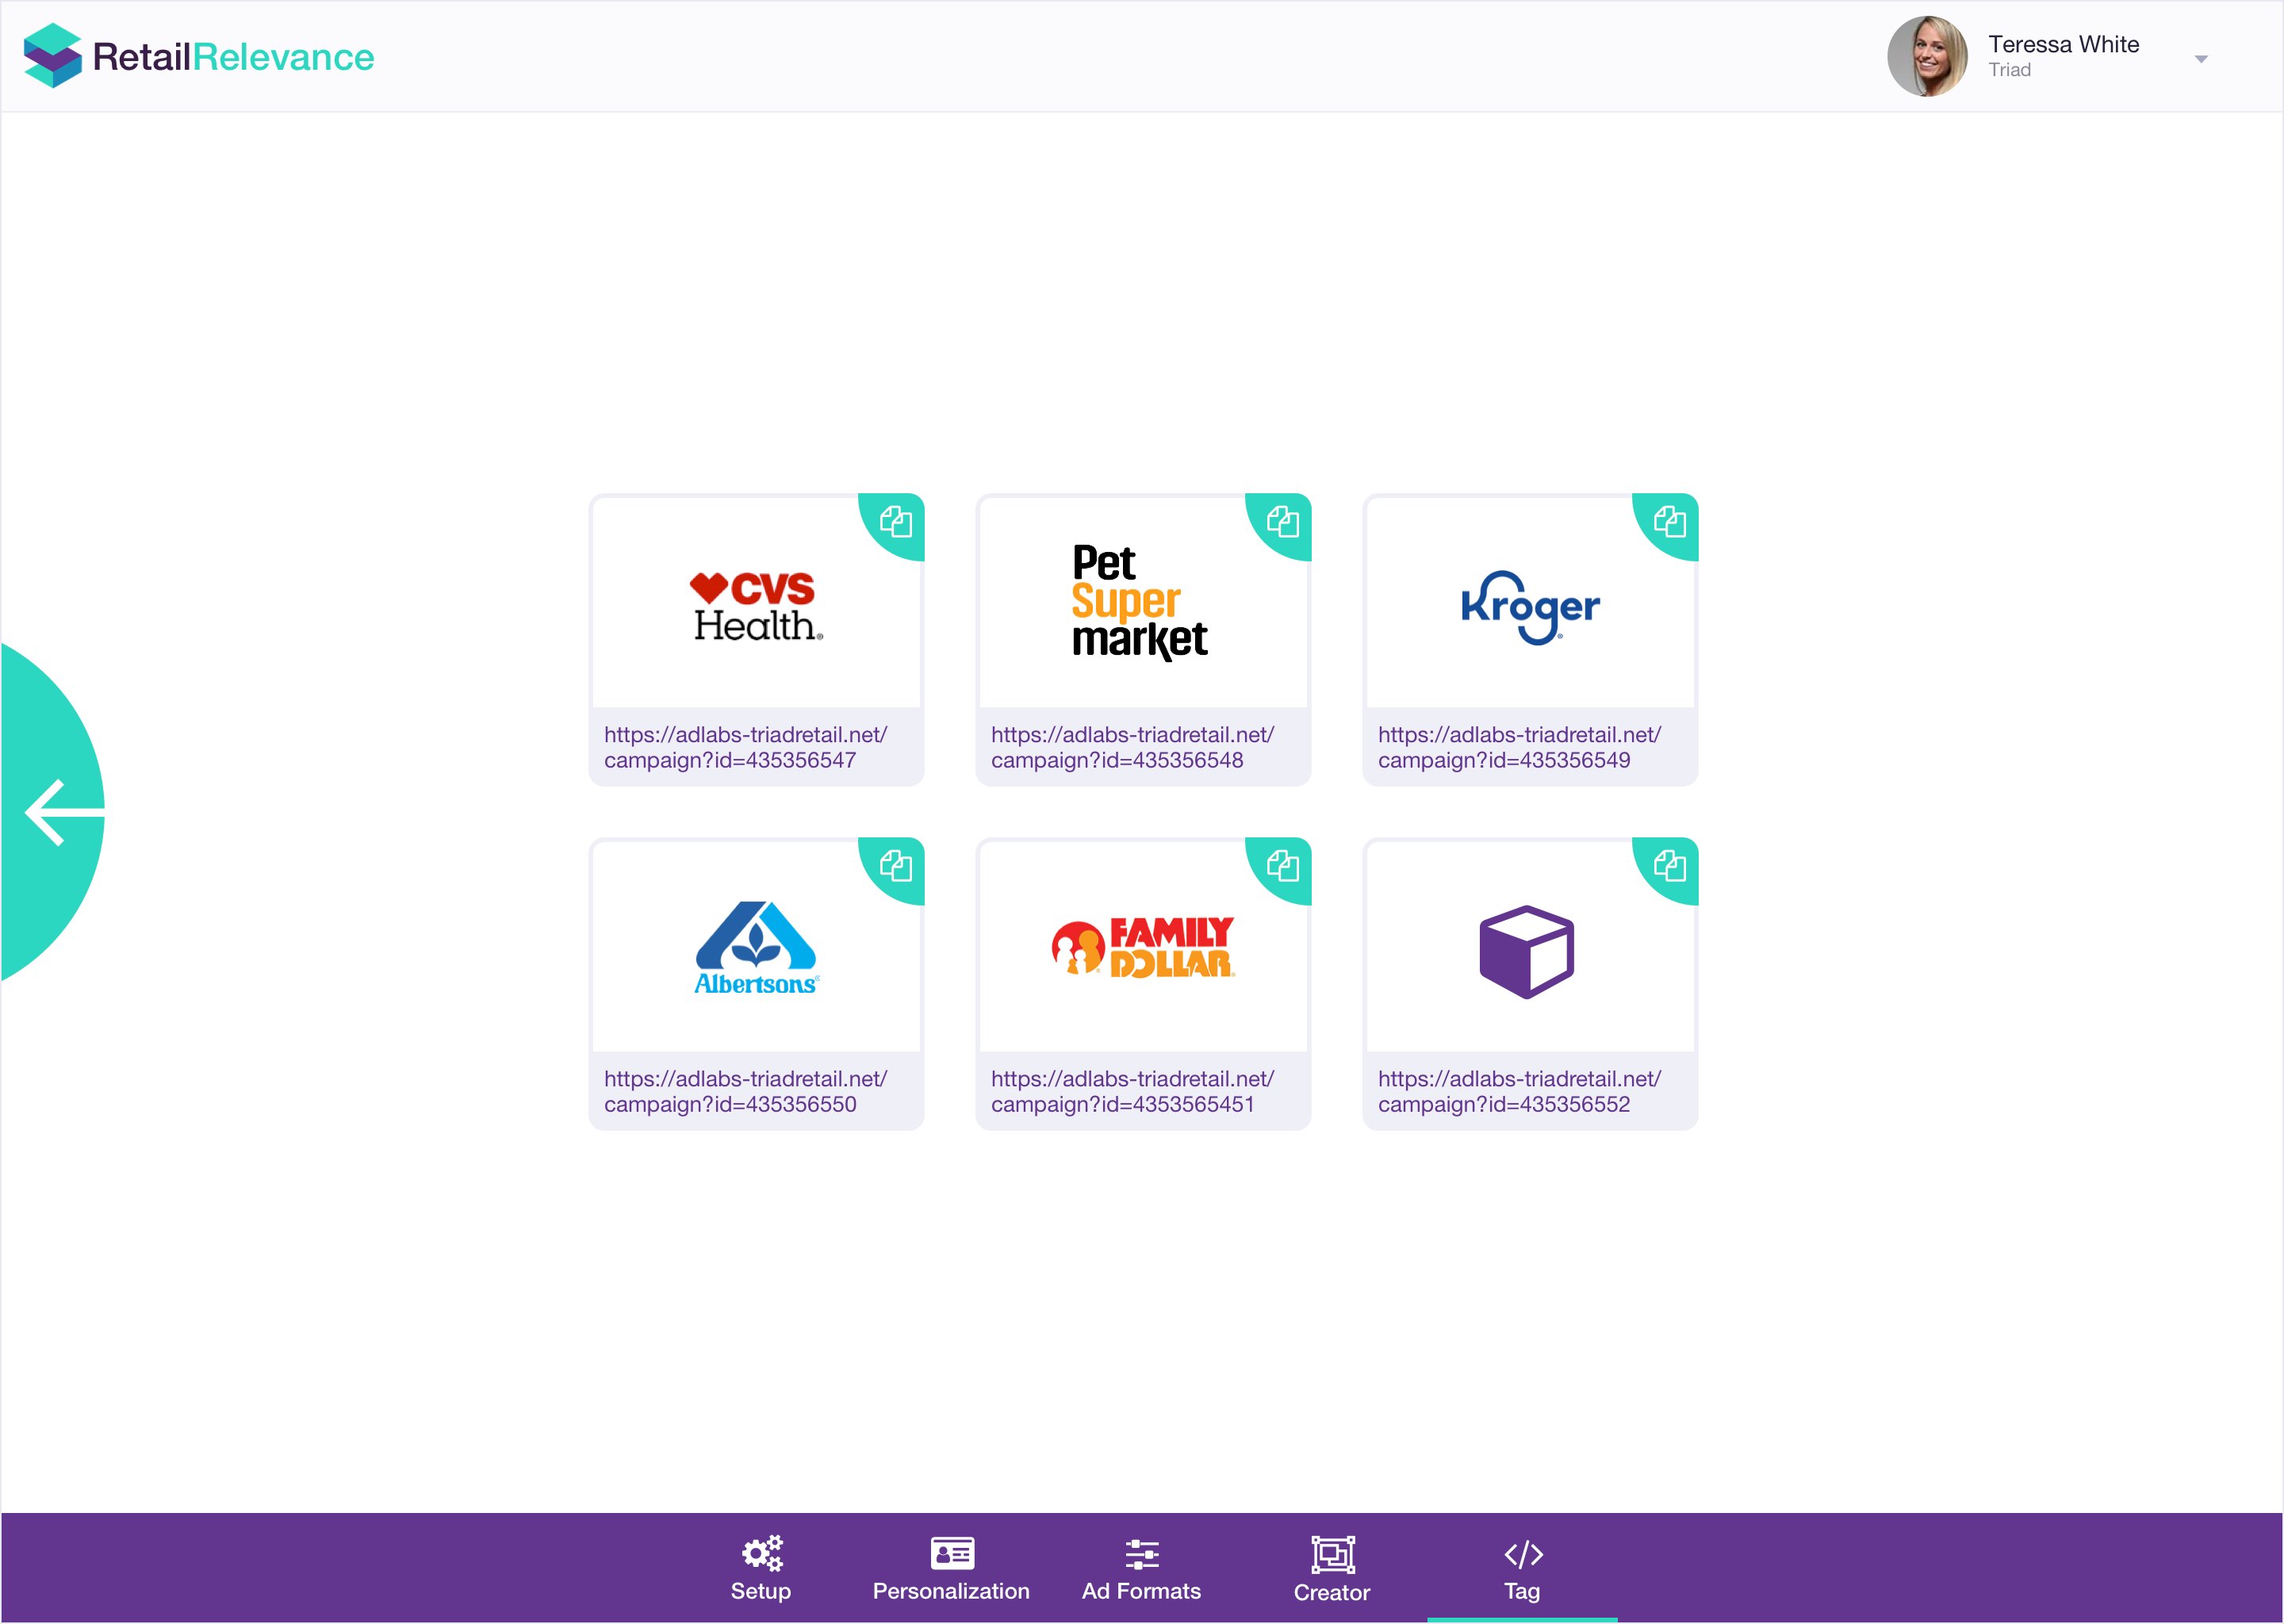 RetailRelevance
Teressa White
Triad
CVS
Health®
Pet
Super
market
Kroger®
https://adlabs-triadretail.net/
campaign?id=435356547
https://adlabs-triadretail.net/
campaign?id=435356548
https://adlabs-triadretail.net/
campaign?id=435356549
Albertsons®
FAMILY
DOLLAR®
https://adlabs-triadretail.net/
campaign?id=435356550
https://adlabs-triadretail.net/
campaign?id=4353565451
https://adlabs-triadretail.net/
campaign?id=435356552
Setup
Personalization
Ad Formats
Creator
Tag